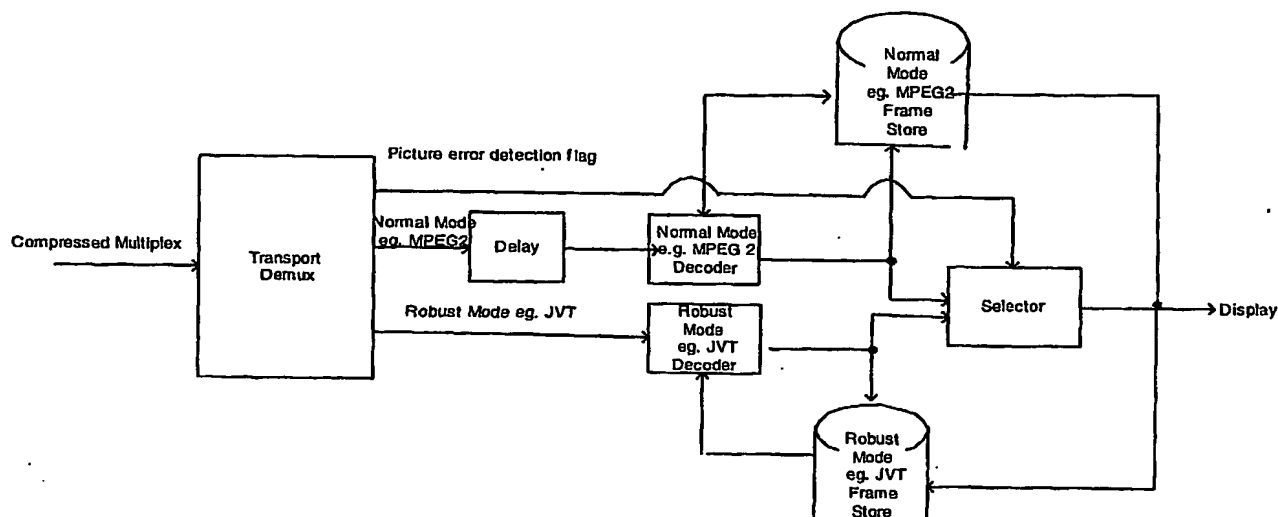 Normal
Mode
eg. MPEG2
Frame
Store
Picture error detection flag
Compressed Multiplex
Transport
Demux
Normal Mode
eg. MPEG2
Delay
Normal Mode
e.g. MPEG 2
Decoder
Robust Mode eg. JVT
Robust
Mode
eg. JVT
Decoder
Selector
Display
Robust
Mode
eg. JVT
Frame
Store